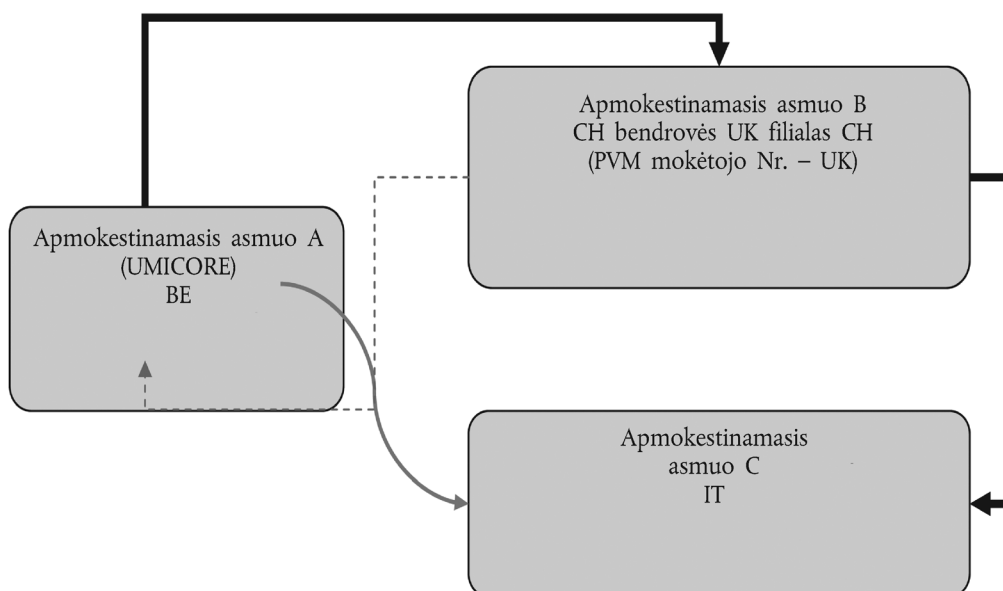 Apmokestinamasis asmuo B
CH bendrovės UK filialas CH
(PVM mokėtojo Nr. – UK)
Apmokestinamasis asmuo A
(UMICORE)
BE
Apmokestinamasis
asmuo C
IT